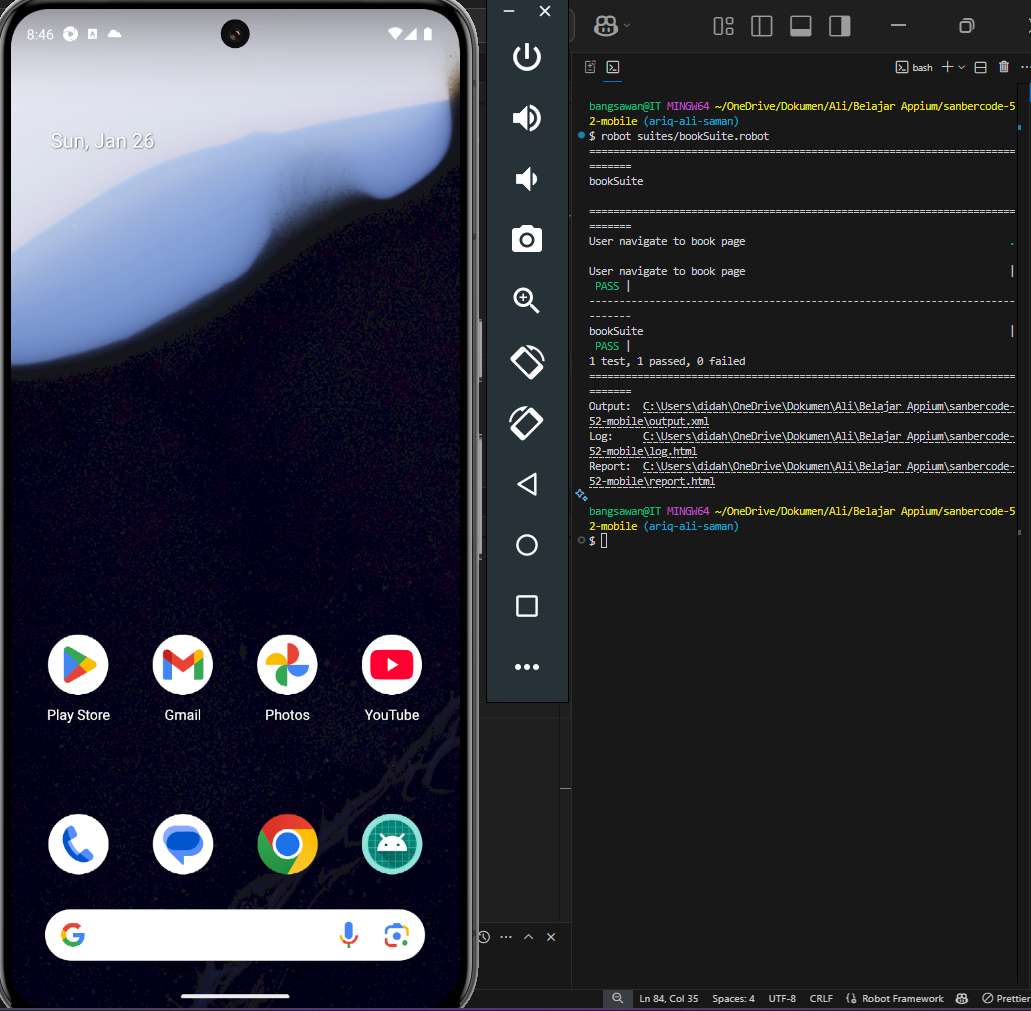 8:46
Sun, Jan 26
Play Store
Gmail
Photos
YouTube
bash
bangsawan@IT MINGW64 ~/OneDrive/Dokumen/Ali/Belajar Appium/sanbercode-5
2-mobile (ariq-ali-saman)
$ robot suites/bookSuite.robot
=======================================================================
=======
bookSuite
=======================================================================
=======
User navigate to book page .
User navigate to book page |
PASS |
-----------------------------------------------------------------------
-------
bookSuite |
PASS |
1 test, 1 passed, 0 failed
=======================================================================
=======
Output: C:\Users\didah\OneDrive\Dokumen\Ali\Belajar Appium\sanbercode-
52-mobile\output.xml
Log: C:\Users\didah\OneDrive\Dokumen\Ali\Belajar Appium\sanbercode-
52-mobile\log.html
Report: C:\Users\didah\OneDrive\Dokumen\Ali\Belajar Appium\sanbercode-
52-mobile\report.html
bangsawan@IT MINGW64 ~/OneDrive/Dokumen/Ali/Belajar Appium/sanbercode-5
2-mobile (ariq-ali-saman)
$
Ln 84, Col 35 Spaces: 4 UTF-8 CRLF Robot Framework Prettier